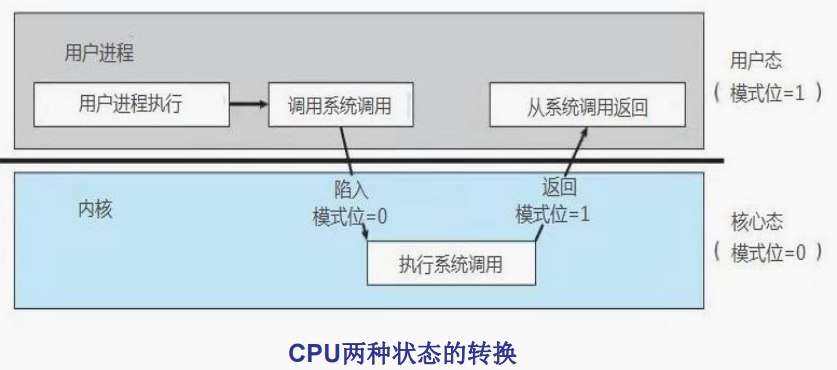 用户进程
用户进程执行
调用系统调用
从系统调用返回
用户态
(模式位=1)
内核
陷入
模式位=0
返回
模式位=1
执行系统调用
核心态
(模式位=0)
CPU两种状态的转换